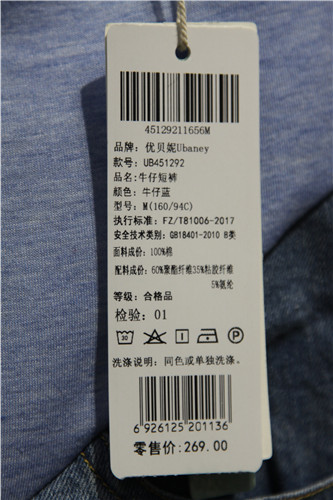 45129211656M
品牌: 优贝妮Ubaney
款号: UB451292
品名: 牛仔短裤
颜色: 牛仔蓝
型号: M(160/94C)
执行标准: FZ/T81006-2017
安全技术类别: GB18401-2010 B类
面料成份: 100%棉
配料成份: 60%聚酯纤维35%粘胶纤维
5%氨纶
等级: 合格品
检验: 01
30
P
洗涤说明: 同色或单独洗涤.
6926125201136
零售价: 269.00